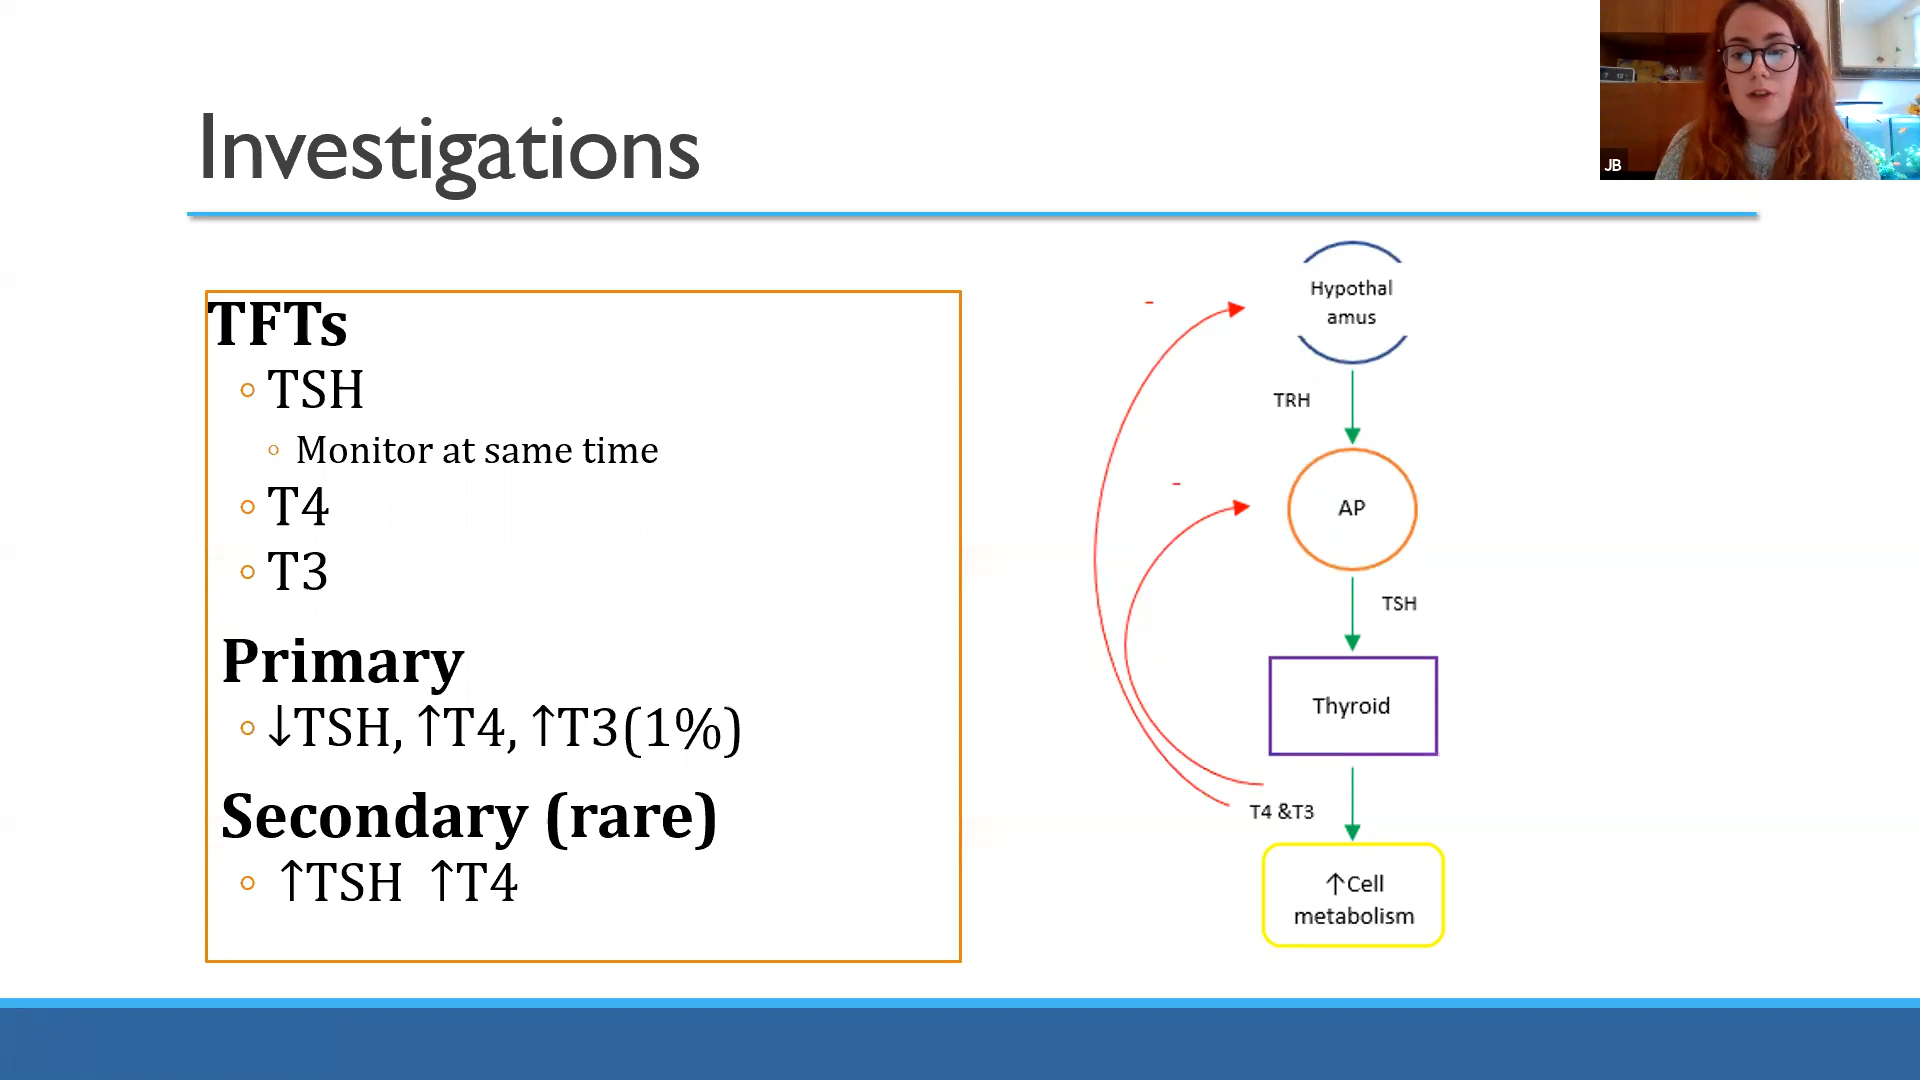 Investigations
JB
TFTs
◦ TSH
◦ Monitor at same time
◦ T4
◦ T3
Primary
◦ ↓TSH, ↑T4, ↑T3(1%)
Secondary (rare)
◦ ↑TSH ↑T4
Hypothal
amus
-
TRH
-
AP
TSH
Thyroid
T4 &T3
↑Cell
metabolism